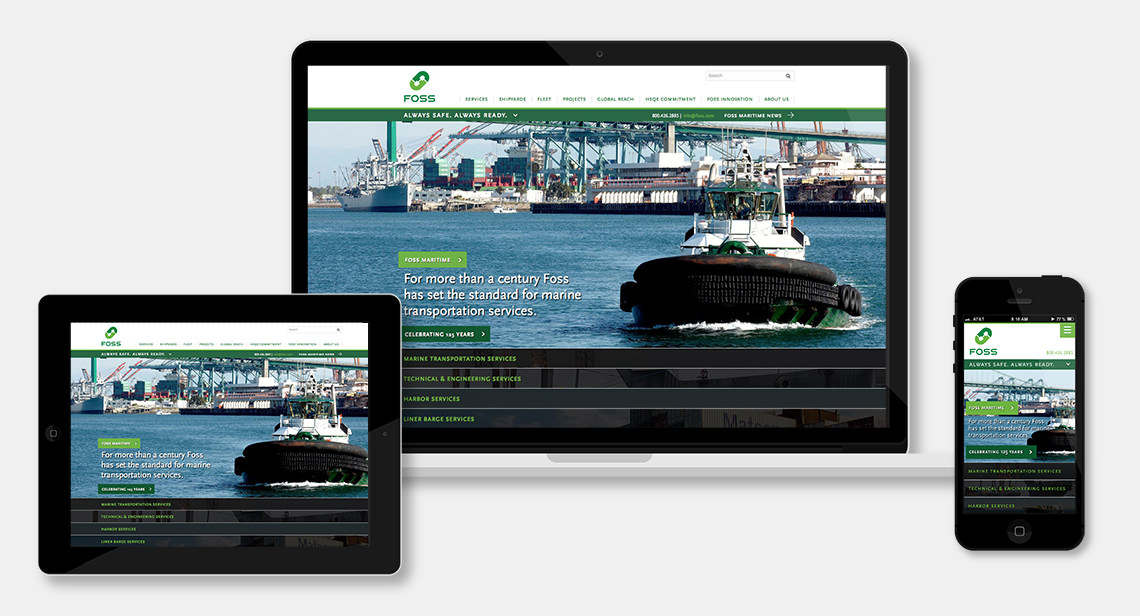 FOSS
Search
SERVICES SHIPYARDS FLEET PROJECTS GLOBAL REACH HSQE COMMITMENT FOSS INNOVATION ABOUT US
ALWAYS SAFE. ALWAYS READY. 800.426.2885 | info@foss.com FOSS MARITIME NEWS
FOSS MARITIME
For more than a century Foss
has set the standard for marine
transportation services.
CELEBRATING 125 YEARS
MARINE TRANSPORTATION SERVICES
TECHNICAL & ENGINEERING SERVICES
HARBOR SERVICES
LINER BARGE SERVICES
FOSS
Search
SERVICES SHIPYARDS FLEET PROJECTS GLOBAL REACH HSQE COMMITMENT FOSS INNOVATION ABOUT US
ALWAYS SAFE. ALWAYS READY. FOSS MARITIME NEWS
FOSS MARITIME
For more than a century Foss
has set the standard for marine
transportation services.
CELEBRATING 125 YEARS
MARINE TRANSPORTATION SERVICES
TECHNICAL & ENGINEERING SERVICES
HARBOR SERVICES
LINER BARGE SERVICES
AT&T 8:10 AM 77 %
FOSS
800.426.2885
ALWAYS SAFE. ALWAYS READY.
FOSS MARITIME
For more than a century Foss
has set the standard for marine
transportation services.
CELEBRATING 125 YEARS
MARINE TRANSPORTATION SERVICES
TECHNICAL & ENGINEERING SERVICES
HARBOR SERVICES